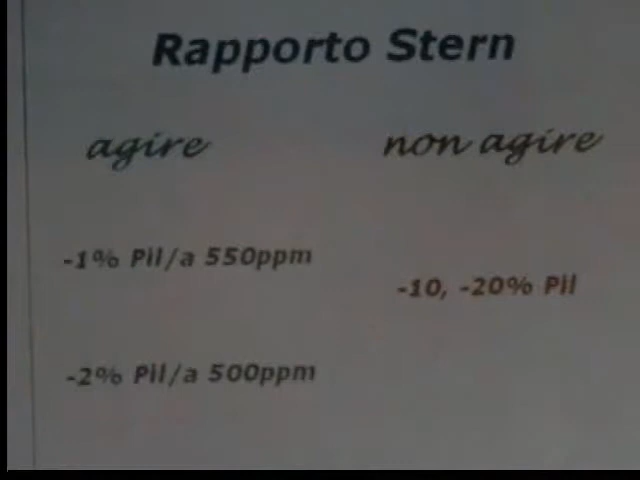 Rapporto Stern
agire
non agire
-1% Pil/a 550ppm
-10, -20% Pil
-2% Pil/a 500ppm